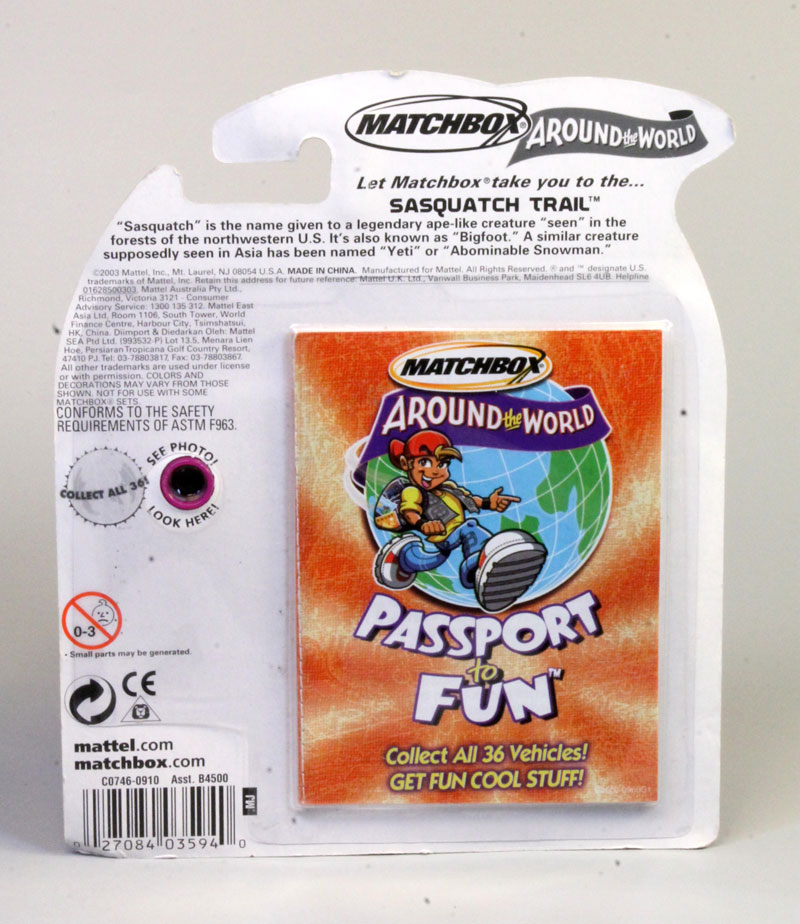 MATCHBOX® AROUND the WORLD
Let Matchbox® take you to the...
SASQUATCH TRAIL™
"Sasquatch" is the name given to a legendary ape-like creature "seen" in the
forests of the northwestern U.S. It's also known as "Bigfoot." A similar creature
supposedly seen in Asia has been named "Yeti" or "Abominable Snowman."
©2003 Mattel, Inc., Mt. Laurel, NJ 08054 U.S.A. MADE IN CHINA. Manufactured for Mattel. All Rights Reserved. ® and ™ designate U.S.
trademarks of Mattel, Inc. Retain this address for future reference: Mattel U.K. Ltd., Vanwall Business Park, Maidenhead SL6 4UB. Helpline
01628500303. Mattel Australia Pty Ltd.,
Richmond, Victoria 3121 - Consumer
Advisory Service: 1300 135 312. Mattel East
Asia Ltd, Room 1106, South Tower, World
Finance Centre, Harbour City, Tsimshatsui,
HK, China. Diimport & Diedarkan Oleh: Mattel
SEA Ptd Ltd. (993532-P) Lot 13.5, Menara Lien
Hoe, Persiaran Tropicana Golf Country Resort,
47410 PJ. Tel: 03-78803817, Fax: 03-78803867.
All other trademarks are used under license
or with permission. COLORS AND
DECORATIONS MAY VARY FROM THOSE
SHOWN. NOT FOR USE WITH SOME
MATCHBOX® SETS.
CONFORMS TO THE SAFETY
REQUIREMENTS OF ASTM F963.
COLLECT ALL 36!
SEE PHOTO!
LOOK HERE!
0-3
• Small parts may be generated.
CE
mattel.com
matchbox.com
C0746-0910 Asst. B4500
MJ
0 27084 03594 0
MATCHBOX®
AROUND the WORLD
PASSPORT
to
FUN™
Collect All 36 Vehicles!
GET FUN COOL STUFF!